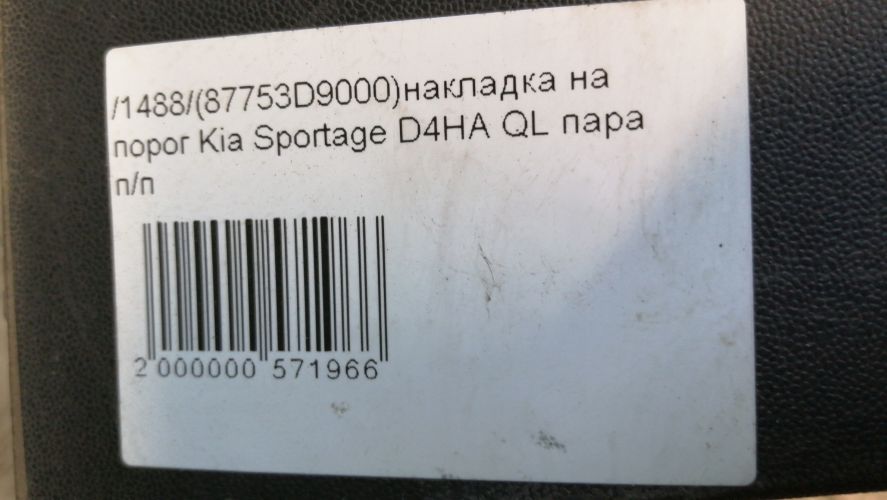 /1488/(87753D9000)накладка на
порог Kia Sportage D4HA QL пара
п/п
2 000000 571966